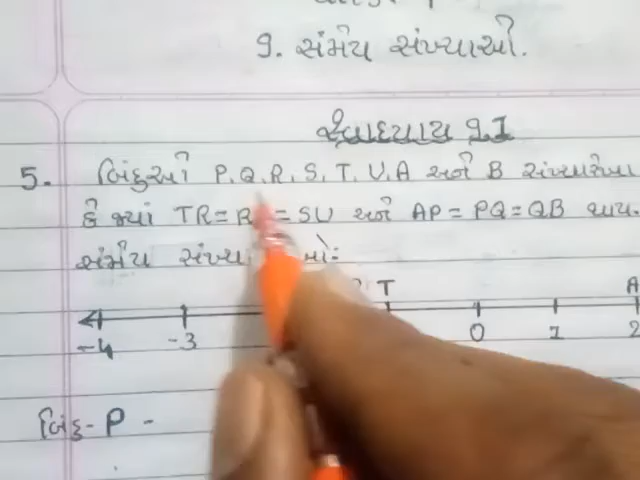 9. સંમેય સંખ્યાઓ.
સ્વાધ્યાય 9.1
5. બિંદુઓ P, Q, R, S, T, U, A અને B સંખ્યારેખા
કે જ્યાં TR = R = SU અને AP = PQ = QB થાય.
સંમેય સંખ્ય
T A
-4 -3 0 1 2
બિંદુ - P -